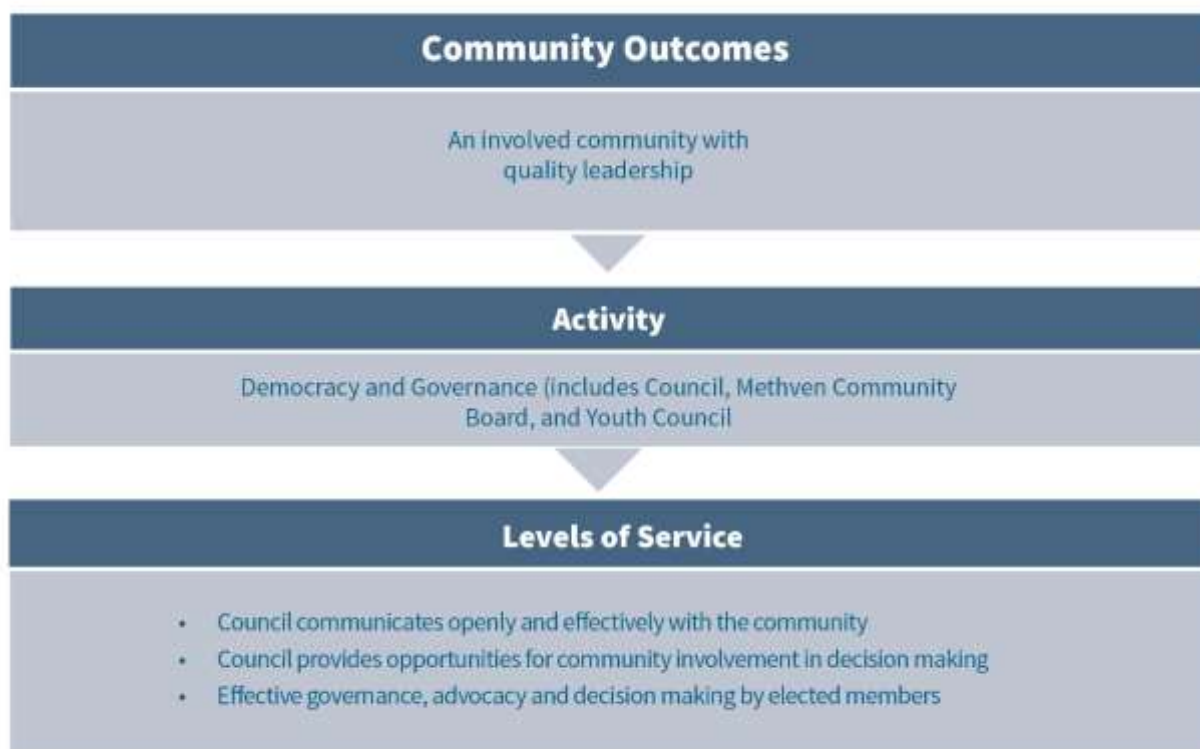 Community Outcomes
An involved community with
quality leadership
Activity
Democracy and Governance (includes Council, Methven Community
Board, and Youth Council
Levels of Service
• Council communicates openly and effectively with the community
• Council provides opportunities for community involvement in decision making
• Effective governance, advocacy and decision making by elected members